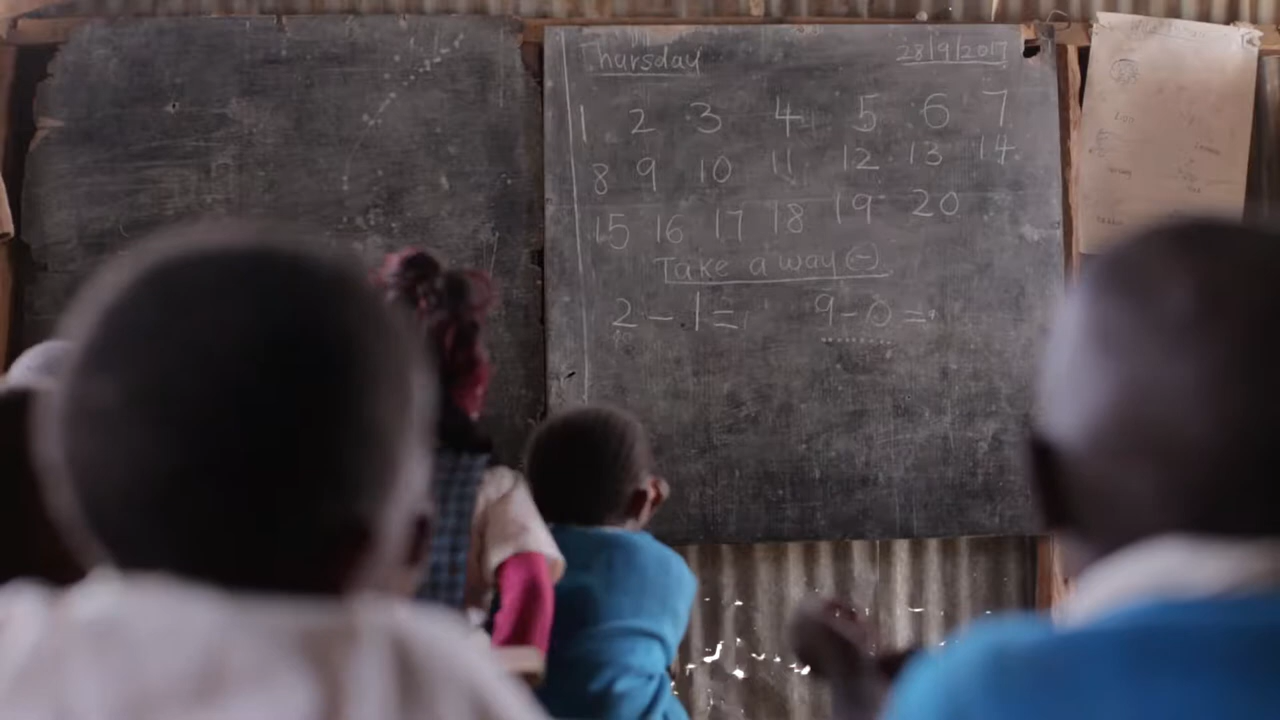 Thursday 28/9/2017
1 2 3 4 5 6 7
8 9 10 11 12 13 14
15 16 17 18 19 20
Take away (-)
2 - 1 = 9 - 0 =